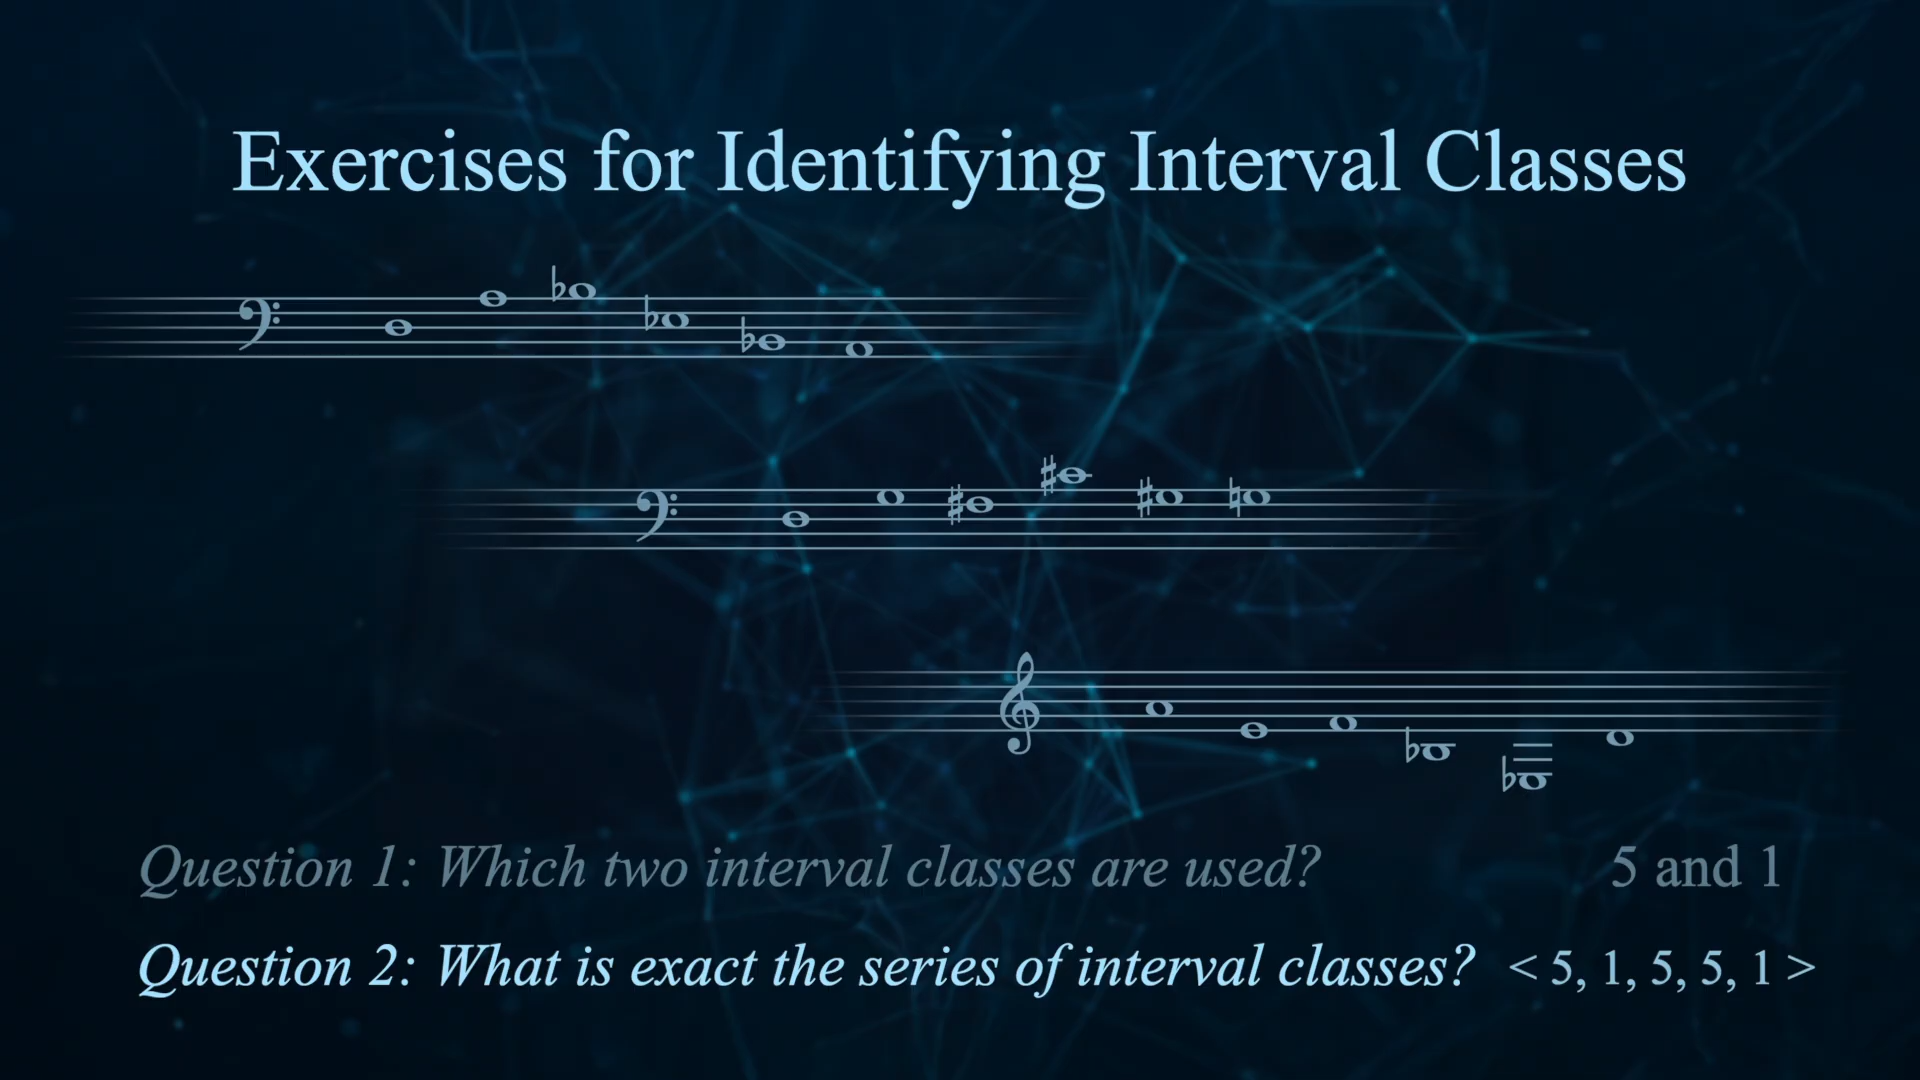 Exercises for Identifying Interval Classes
Question 1: Which two interval classes are used? 5 and 1
Question 2: What is exact the series of interval classes? < 5, 1, 5, 5, 1 >